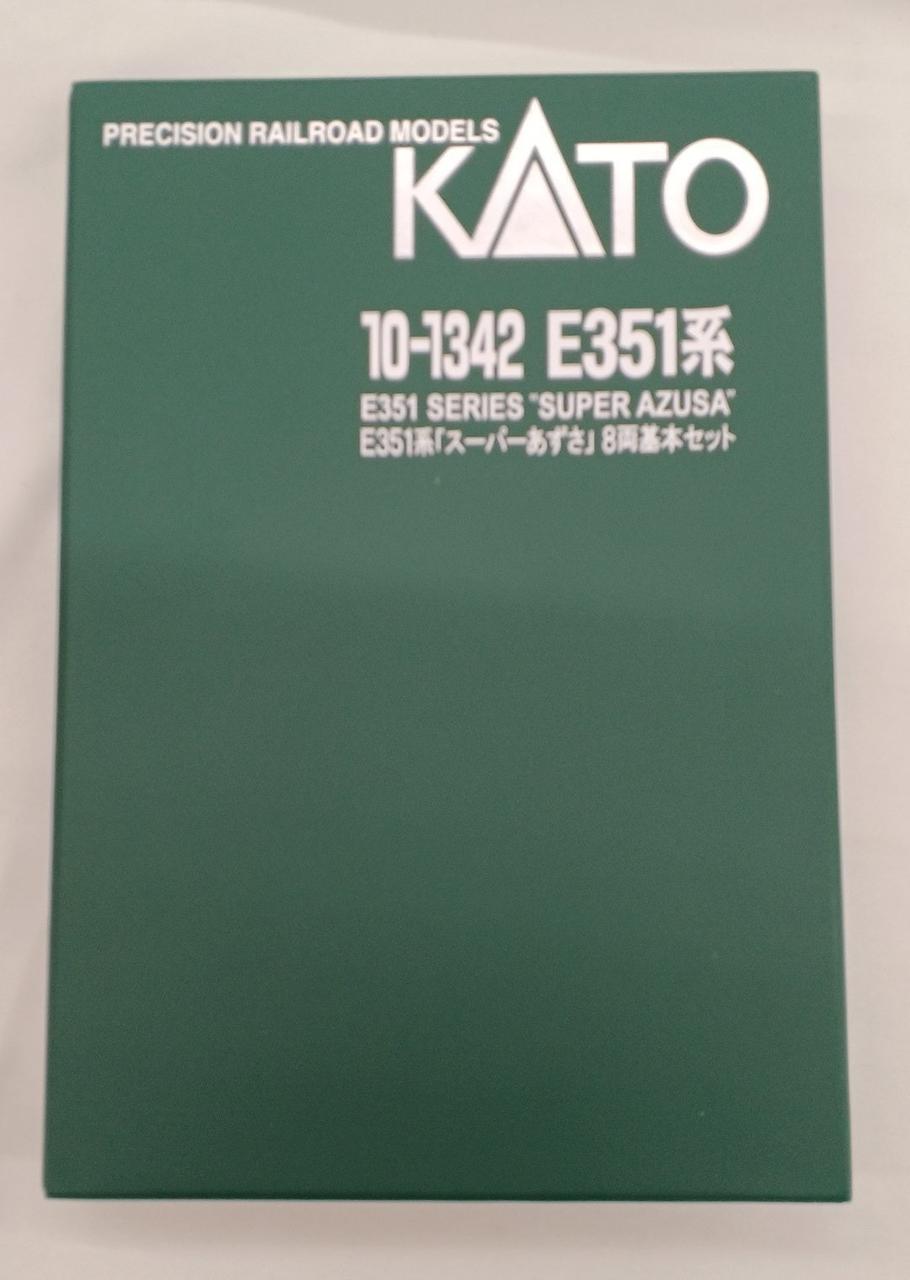 PRECISION RAILROAD MODELS
KATO
10-1342 E351系
E351 SERIES "SUPER AZUSA"
E351系「スーパーあずさ」 8両基本セット